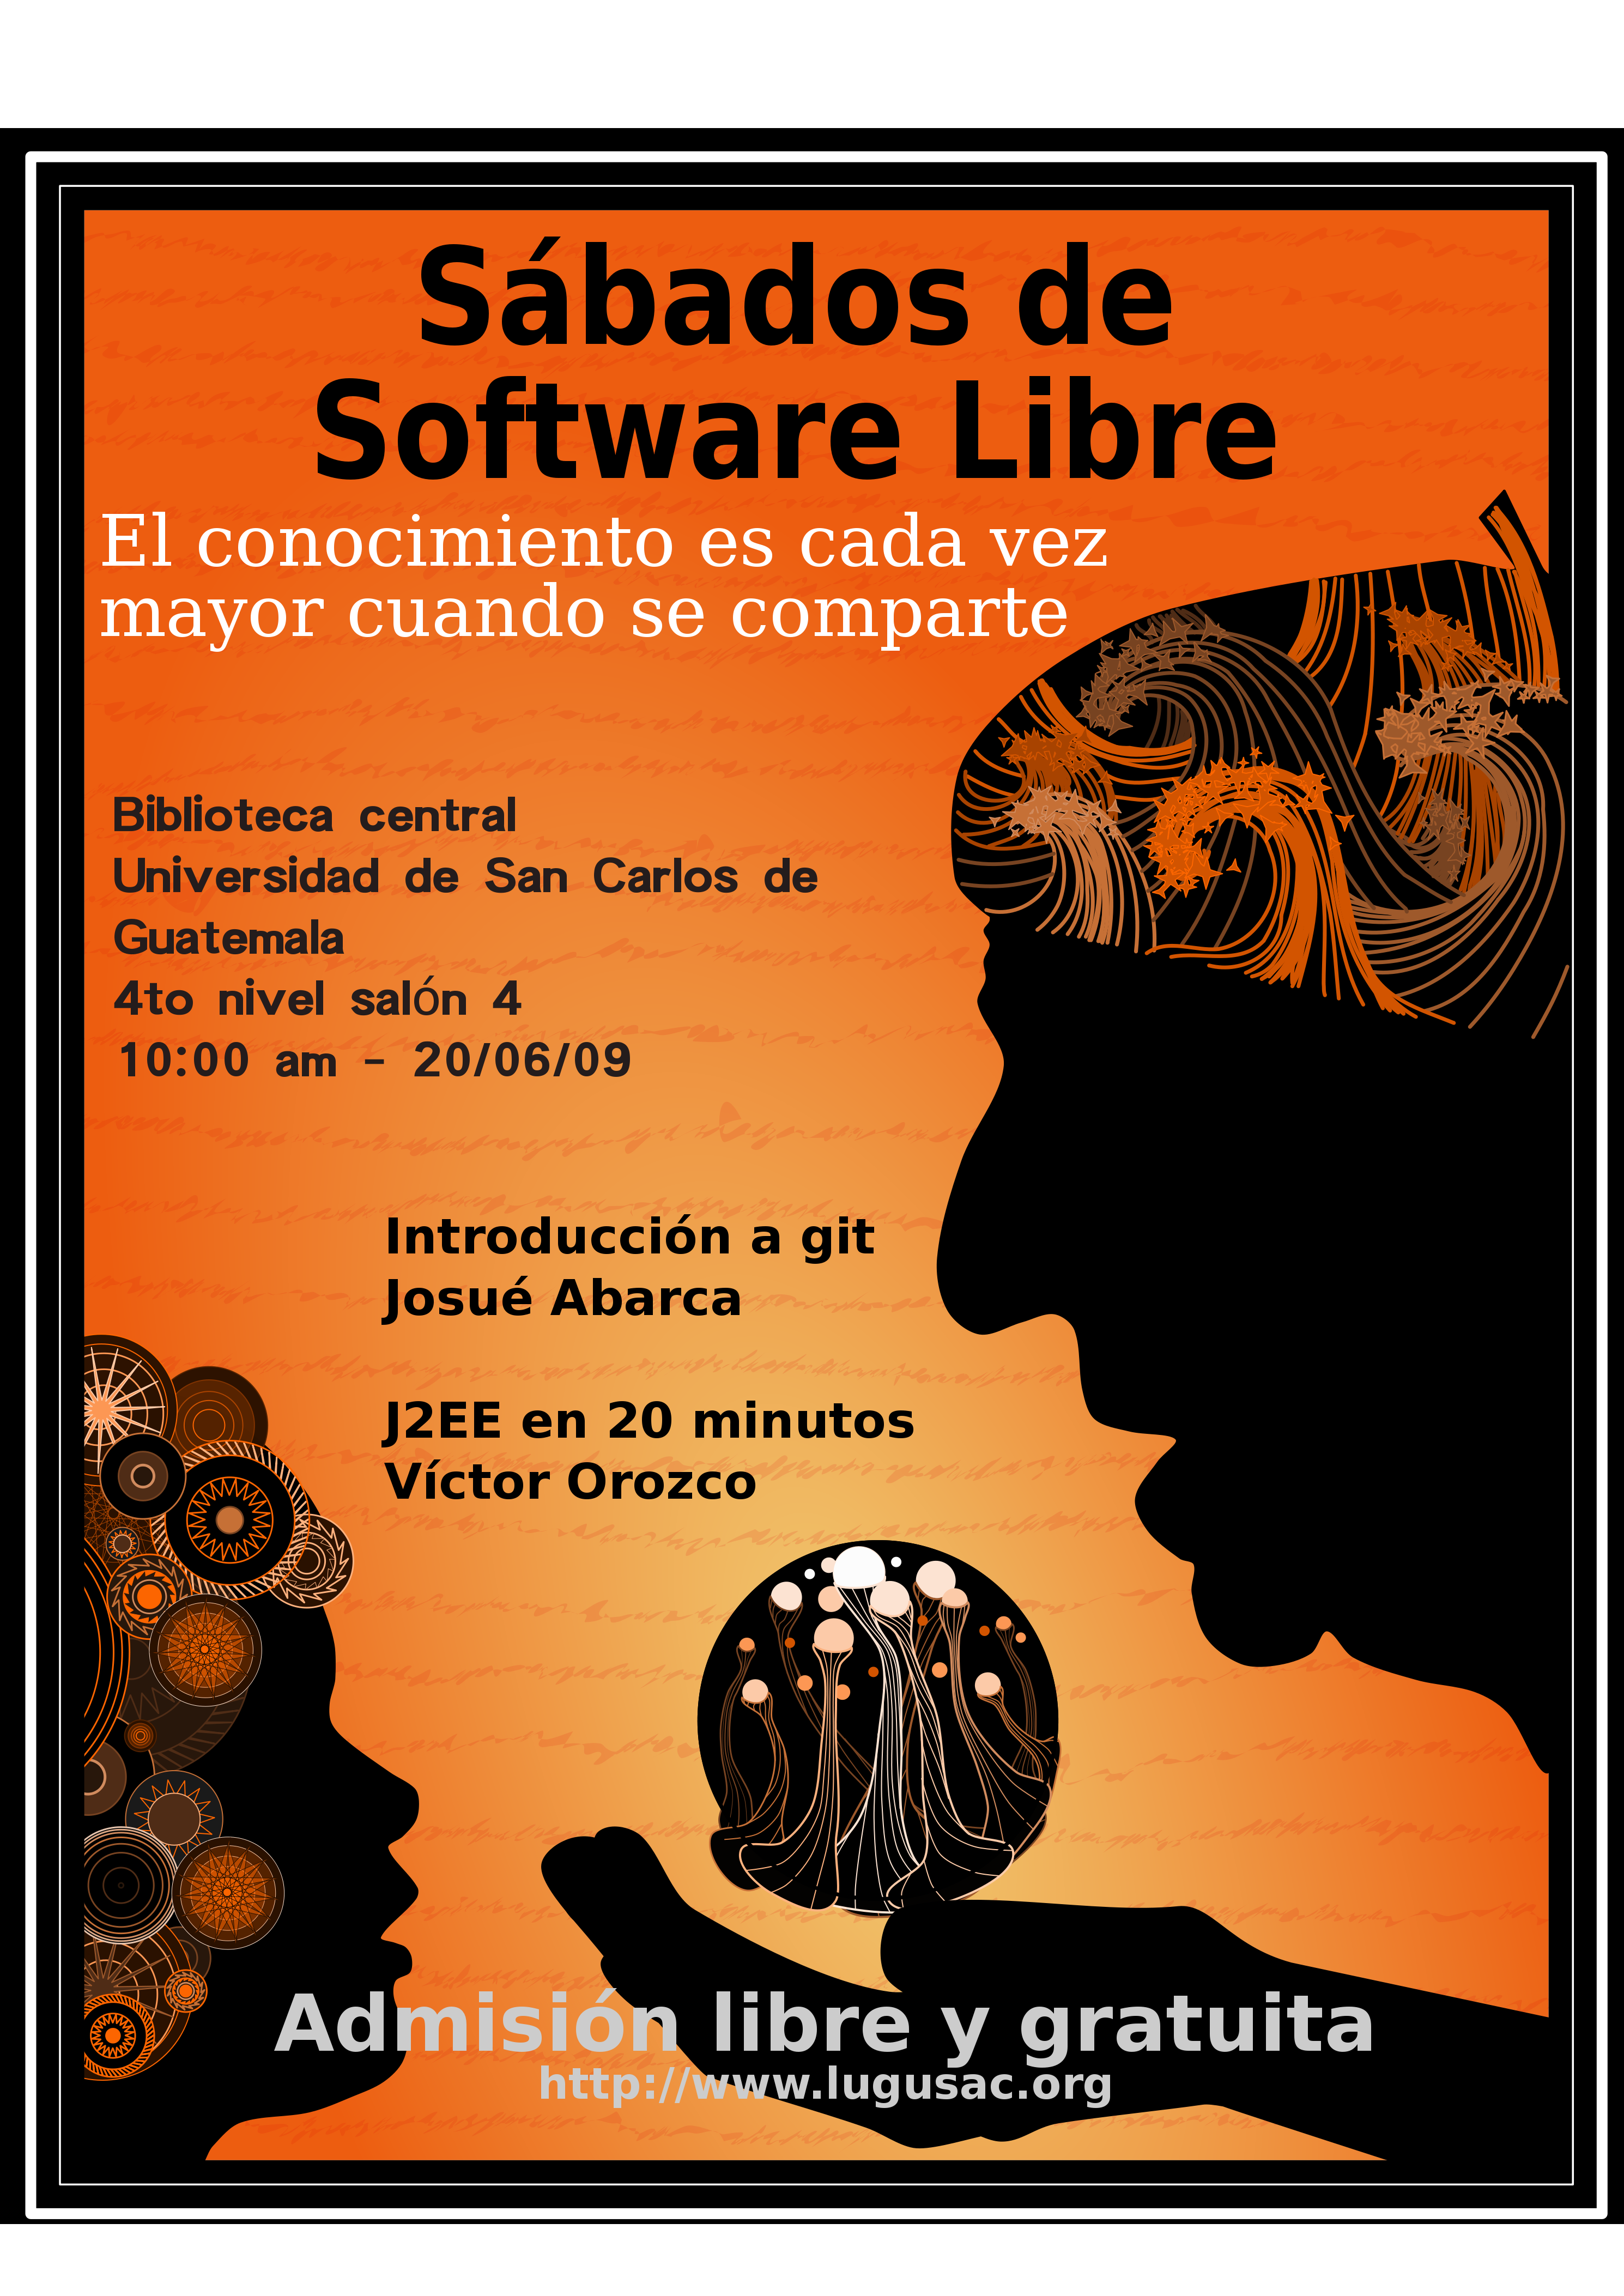 Sábados de
Software Libre
El conocimiento es cada vez
mayor cuando se comparte
Biblioteca central
Universidad de San Carlos de
Guatemala
4to nivel salón 4
10:00 am - 20/06/09
Introducción a git
Josué Abarca
J2EE en 20 minutos
Víctor Orozco
Admisión libre y gratuita
http://www.lugusac.org